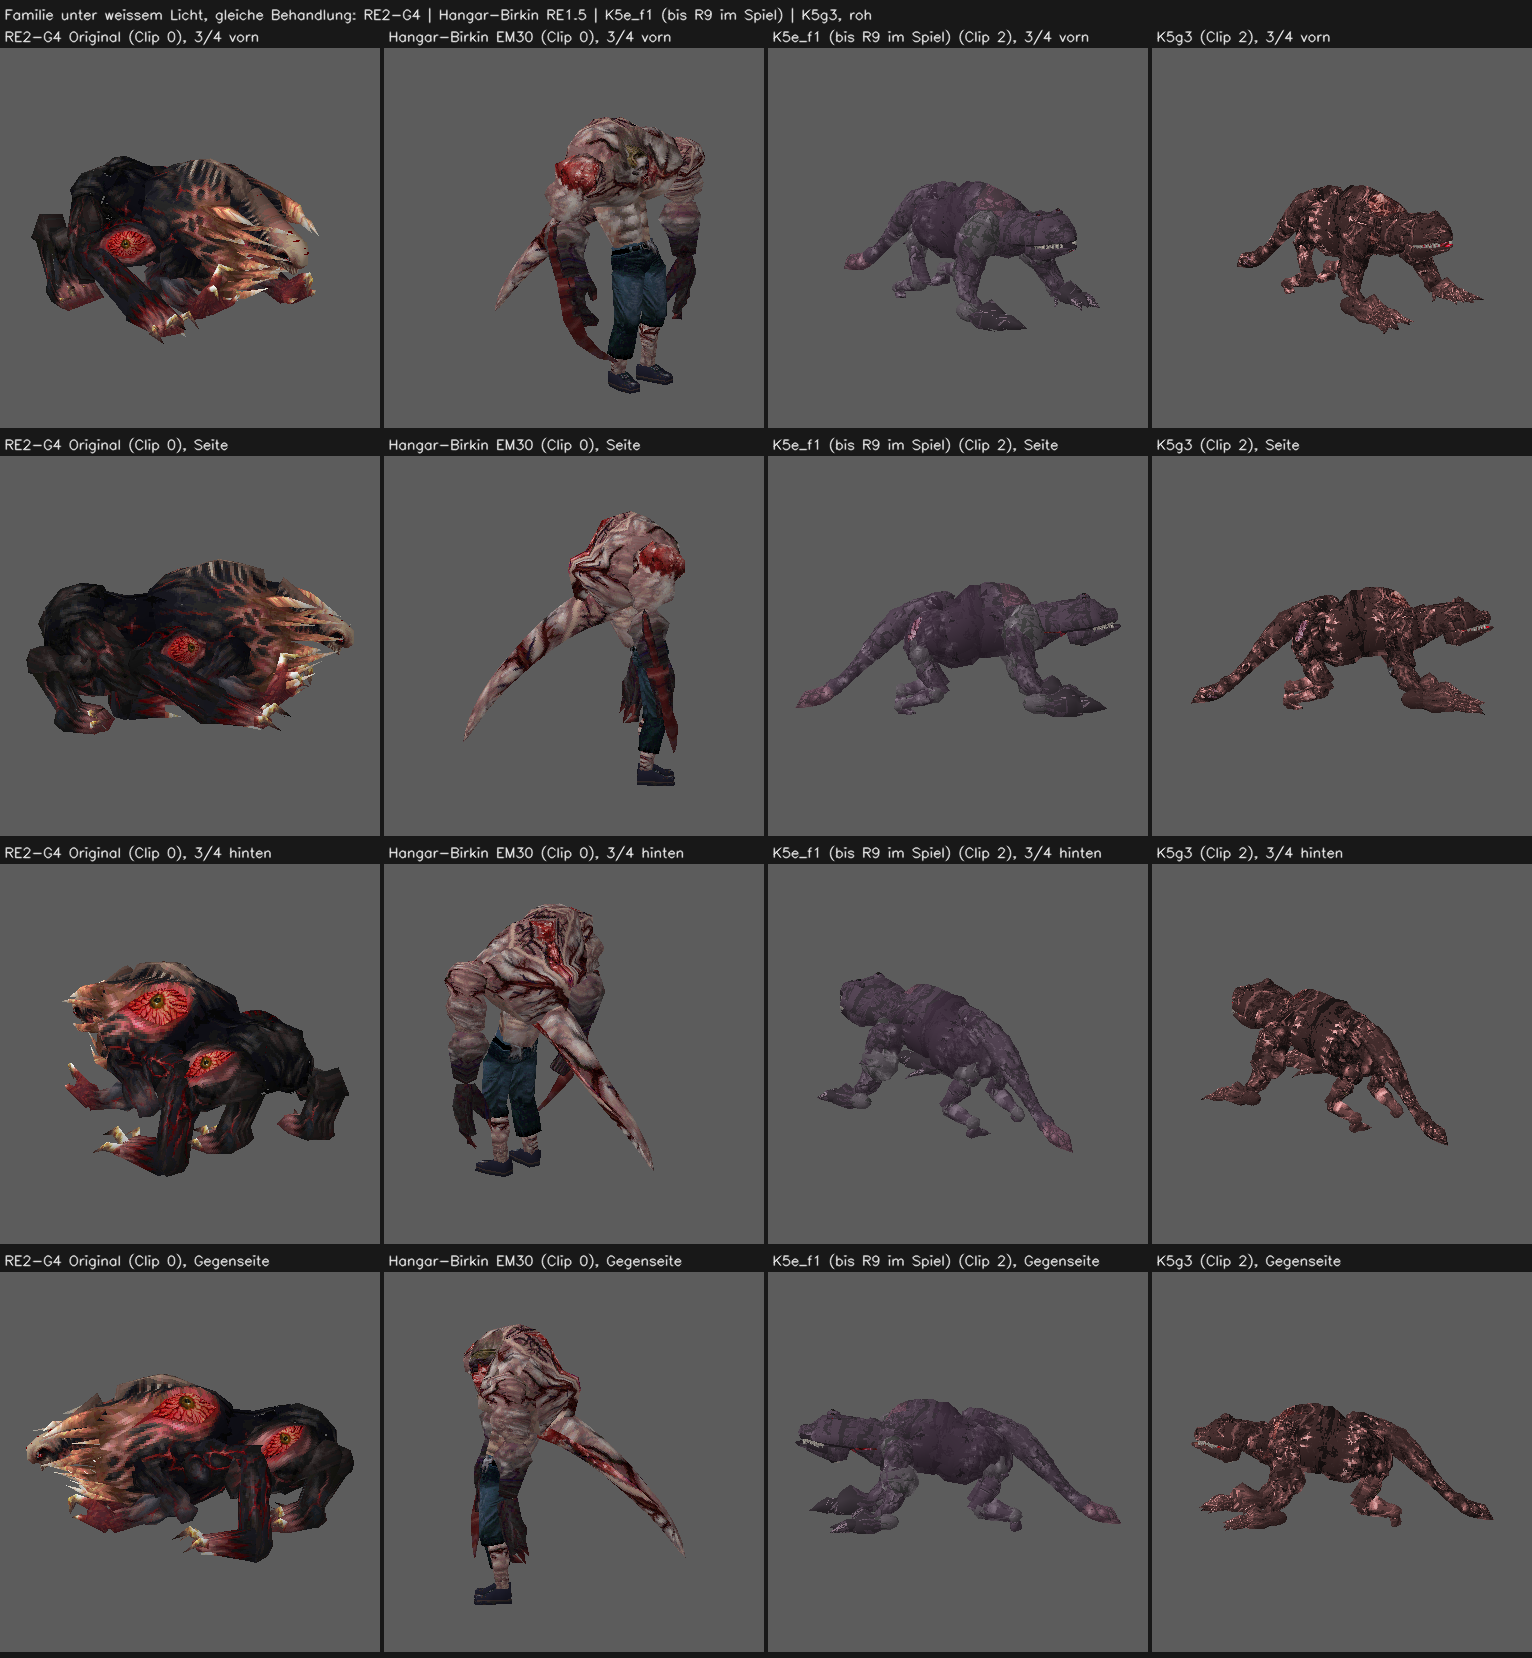 Familie unter weissem Licht, gleiche Behandlung: RE2-G4 | Hangar-Birkin RE1.5 | K5e_f1 (bis R9 im Spiel) | K5g3, roh
RE2-G4 Original (Clip 0), 3/4 vorn
Hangar-Birkin EM30 (Clip 0), 3/4 vorn
K5e_f1 (bis R9 im Spiel) (Clip 2), 3/4 vorn
K5g3 (Clip 2), 3/4 vorn
RE2-G4 Original (Clip 0), Seite
Hangar-Birkin EM30 (Clip 0), Seite
K5e_f1 (bis R9 im Spiel) (Clip 2), Seite
K5g3 (Clip 2), Seite
RE2-G4 Original (Clip 0), 3/4 hinten
Hangar-Birkin EM30 (Clip 0), 3/4 hinten
K5e_f1 (bis R9 im Spiel) (Clip 2), 3/4 hinten
K5g3 (Clip 2), 3/4 hinten
RE2-G4 Original (Clip 0), Gegenseite
Hangar-Birkin EM30 (Clip 0), Gegenseite
K5e_f1 (bis R9 im Spiel) (Clip 2), Gegenseite
K5g3 (Clip 2), Gegenseite